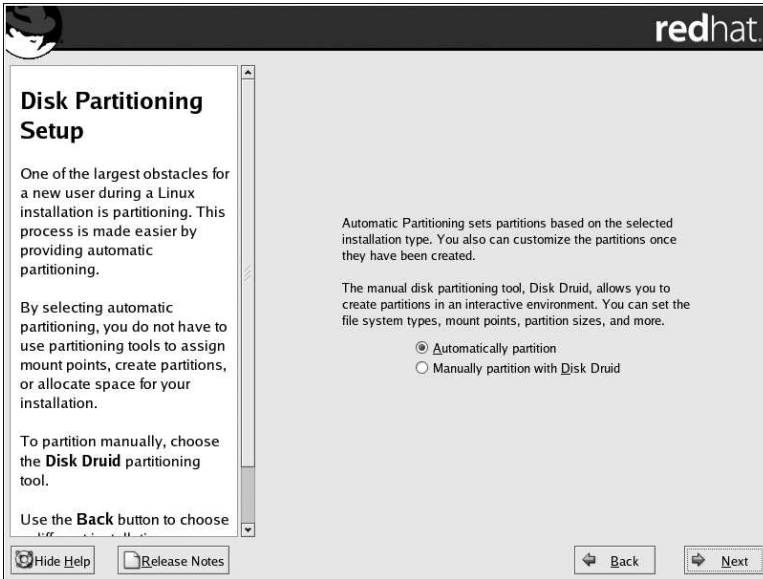 redhat.
Disk Partitioning
Setup
One of the largest obstacles for
a new user during a Linux
installation is partitioning. This
process is made easier by
providing automatic
partitioning.
By selecting automatic
partitioning, you do not have to
use partitioning tools to assign
mount points, create partitions,
or allocate space for your
installation.
To partition manually, choose
the Disk Druid partitioning
tool.
Use the Back button to choose
Automatic Partitioning sets partitions based on the selected
installation type. You also can customize the partitions once
they have been created.
The manual disk partitioning tool, Disk Druid, allows you to
create partitions in an interactive environment. You can set the
file system types, mount points, partition sizes, and more.
Automatically partition
Manually partition with Disk Druid
Hide Help
Release Notes
Back
Next